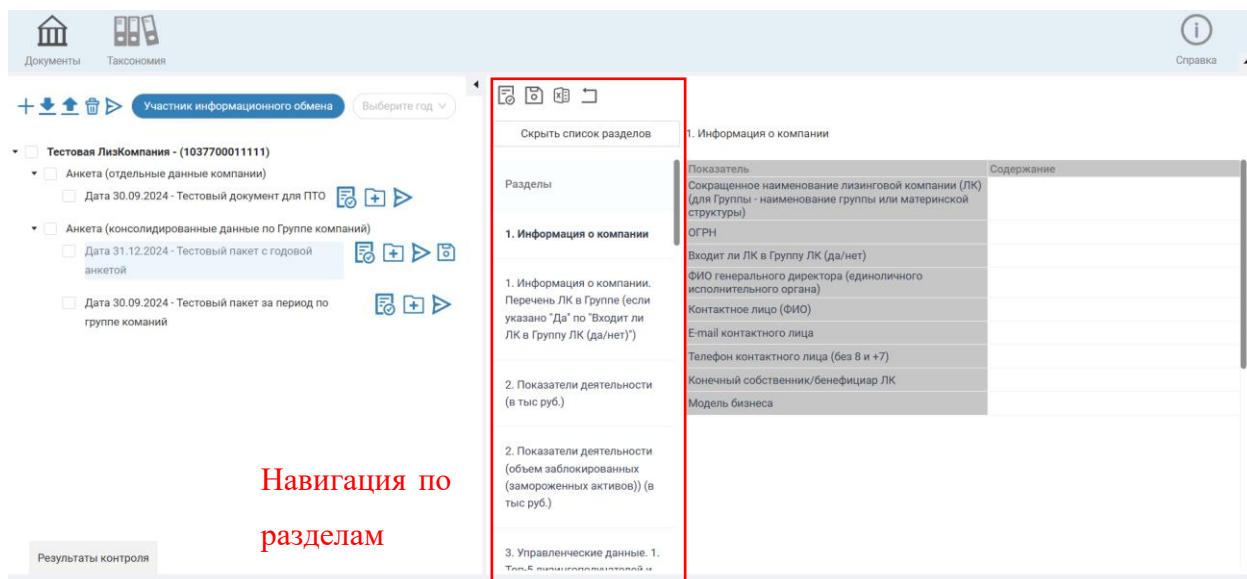 Документы
Таксономия
Справка
Участник информационного обмена
Выберите год
Тестовая ЛизКомпания - (1037700011111)
Анкета (отдельные данные компании)
Дата 30.09.2024 - Тестовый документ для ПТО
Анкета (консолидированные данные по Группе компаний)
Дата 31.12.2024 - Тестовый пакет с годовой
анкетой
Дата 30.09.2024 - Тестовый пакет за период по
группе команий
Навигация по
разделам
Результаты контроля
Скрыть список разделов
Разделы
1. Информация о компании
1. Информация о компании.
Перечень ЛК в Группе (если
указано "Да" по "Входит ли
ЛК в Группу ЛК (да/нет)")
2. Показатели деятельности
(в тыс руб.)
2. Показатели деятельности
(объем заблокированных
(замороженных активов)) (в
тыс руб.)
3. Управленческие данные. 1.
Топ-5 лизингополучателей и
1. Информация о компании
Показатель
Содержание
Сокращенное наименование лизинговой компании (ЛК)
(для Группы - наименование группы или материнской
структуры)
ОГРН
Входит ли ЛК в Группу ЛК (да/нет)
ФИО генерального директора (единоличного
исполнительного органа)
Контактное лицо (ФИО)
E-mail контактного лица
Телефон контактного лица (без 8 и +7)
Конечный собственник/бенефициар ЛК
Модель бизнеса